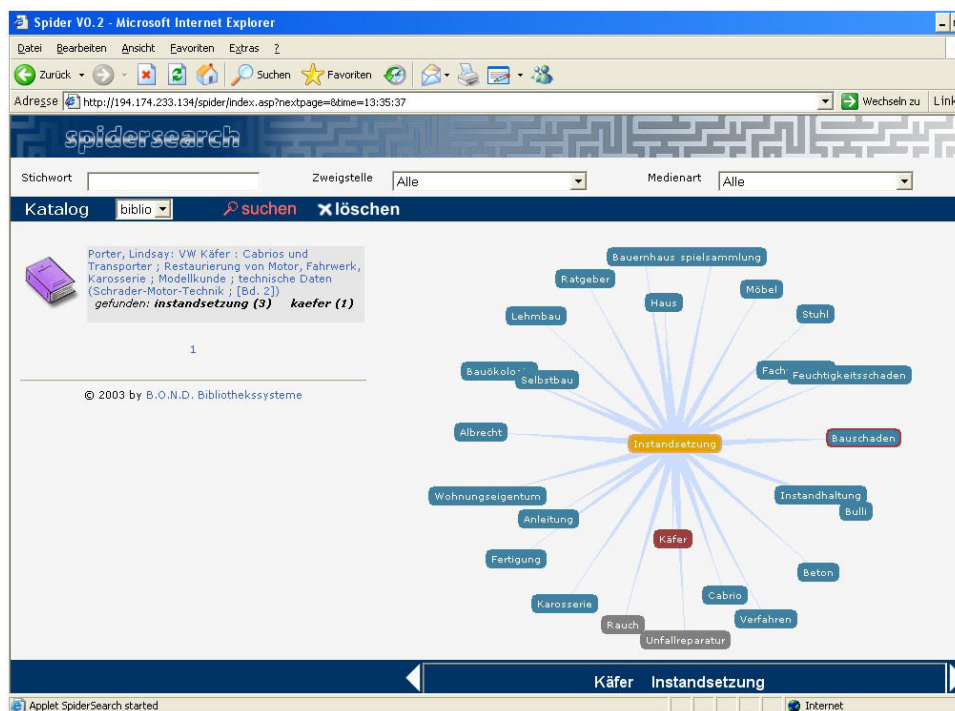 Spider V0.2 - Microsoft Internet Explorer
Datei Bearbeiten Ansicht Favoriten Extras ?
Zurück Suchen Favoriten
Adresse http://194.174.233.134/spider/index.asp?nextpage=&time=13:35:37 Wechseln zu Link
spidersearch
Stichwort Zweigstelle Alle Medienart Alle
Katalog biblio suchen löschen
Porter, Lindsay: VW Käfer : Cabrios und
Transporter ; Restaurierung von Motor, Fahrwerk,
Karosserie ; Modellkunde ; technische Daten
(Schrader-Motor-Technik ; [Bd. 2])
gefunden: instandsetzung (3) kaefer (1)
1
© 2003 by B.O.N.D. Bibliothekssysteme
Bauernhaus spielsammlung
Ratgeber
Möbel
Haus
Lehmbau
Stuhl
Bauökolo
Selbstbau
Fach
Feuchtigkeitsschaden
Albrecht
Instandsetzung
Bauschaden
Wohnungseigentum
Instandhaltung
Anleitung
Bulli
Käfer
Fertigung
Beton
Karosserie
Cabrio
Rauch
Verfahren
Unfallreparatur
Käfer Instandsetzung
Applet SpiderSearch started Internet